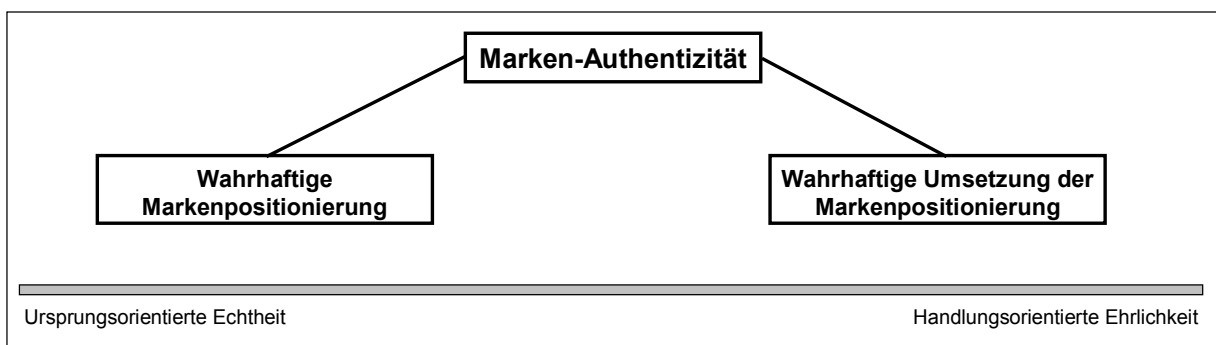 Marken-Authentizität
Wahrhaftige
Markenpositionierung
Wahrhaftige Umsetzung der
Markenpositionierung
Ursprungsorientierte Echtheit
Handlungsorientierte Ehrlichkeit